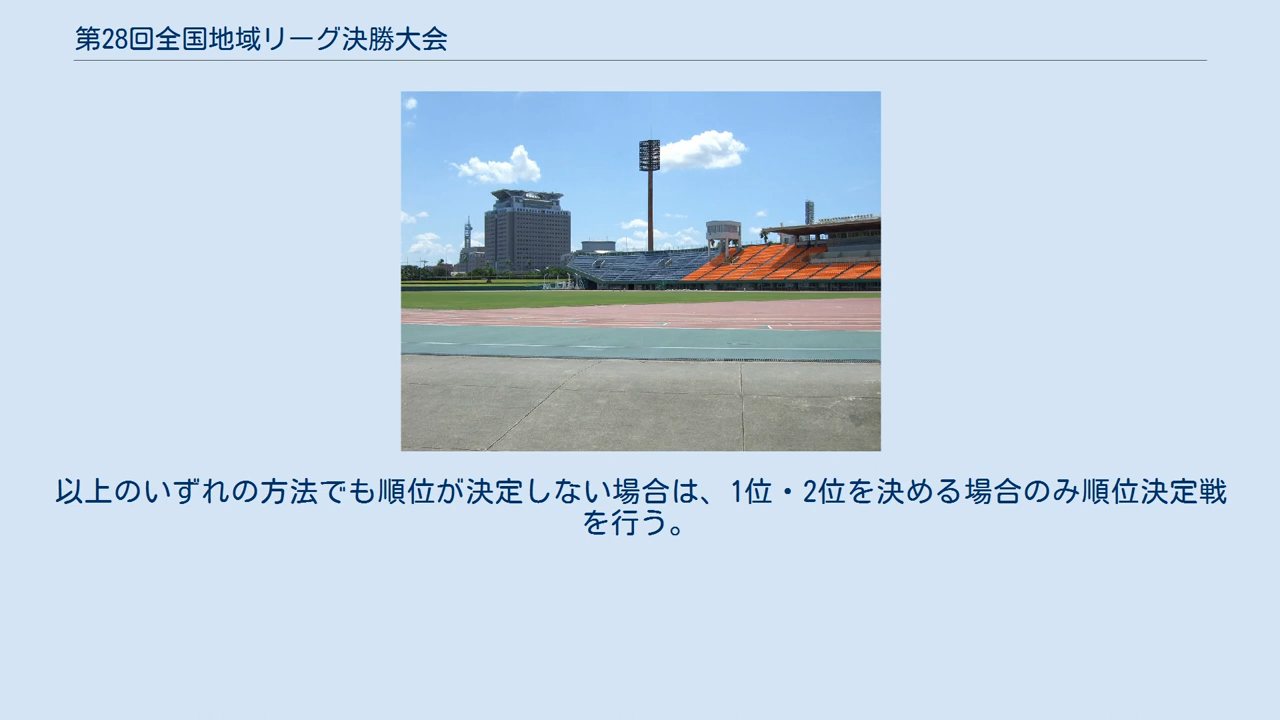 第28回全国地域リーグ決勝大会
以上のいずれの方法でも順位が決定しない場合は、1位・2位を決める場合のみ順位決定戦
を行う。